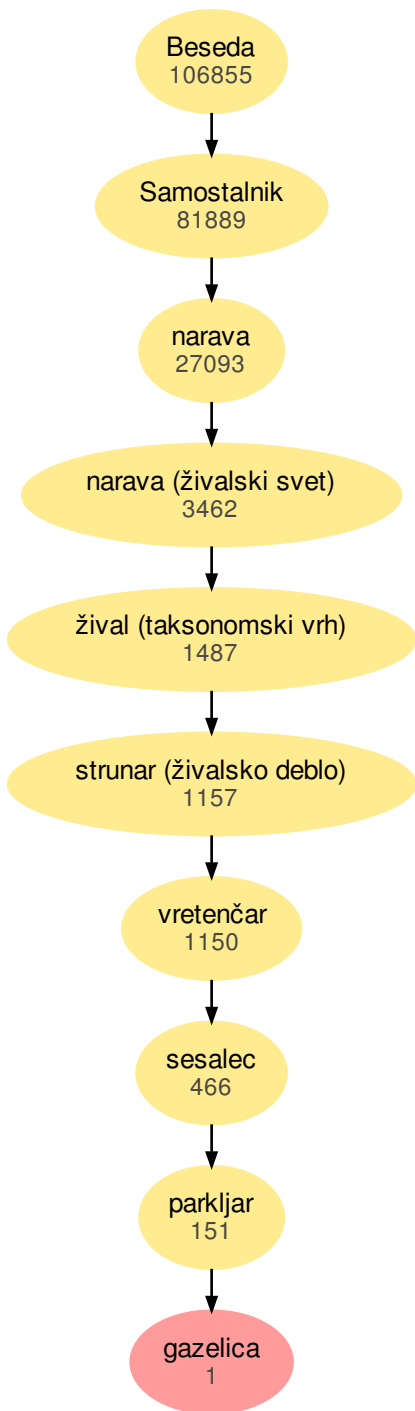 Beseda
106855
Samostalnik
81889
narava
27093
narava (živalski svet)
3462
žival (taksonomski vrh)
1487
strunar (živalsko deblo)
1157
vretenčar
1150
sesalec
466
parkljar
151
gazelica
1